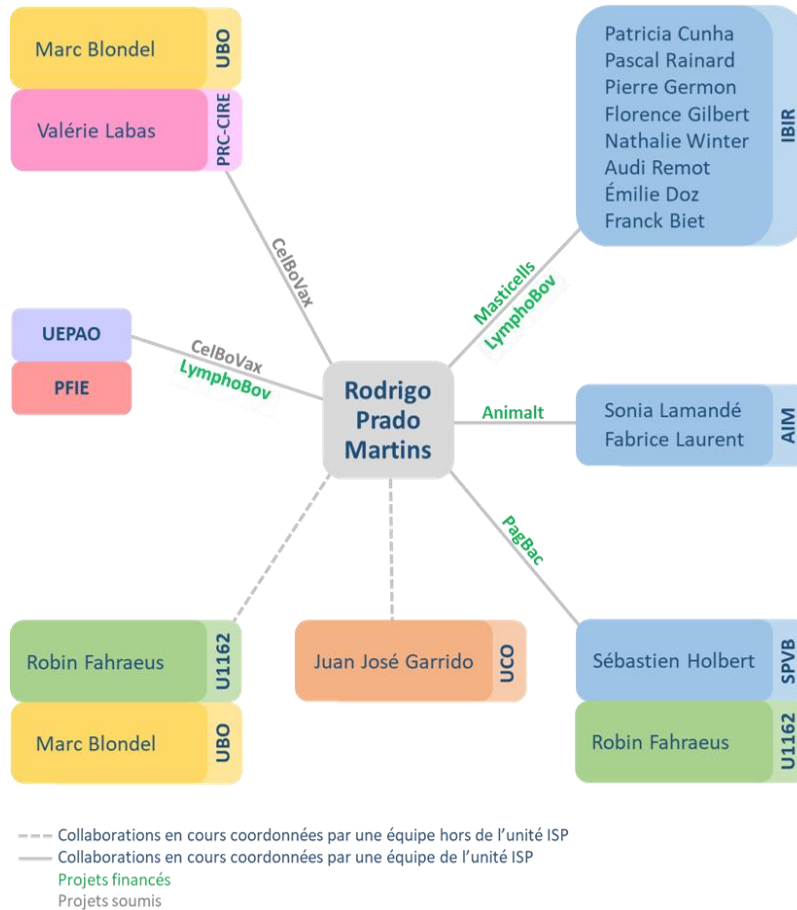 Marc Blondel
UBO
Valérie Labas
PRC-CIRE
Patricia Cunha
Pascal Rainard
Pierre Germon
Florence Gilbert
Nathalie Winter
Audi Remot
Émilie Doz
Franck Biet
IBIR
CelBoVax
Masticells
LymphoBov
UEPAO
PFIE
CelBoVax
LymphoBov
Rodrigo
Prado
Martins
Animalt
Sonia Lamandé
Fabrice Laurent
AIM
PagBac
Robin Fahraeus
U1162
Marc Blondel
UBO
Juan José Garrido
UCO
Sébastien Holbert
SPVB
Robin Fahraeus
U1162
Collaborations en cours coordonnées par une équipe hors de l’unité ISP
Collaborations en cours coordonnées par une équipe de l’unité ISP
Projets financés
Projets soumis